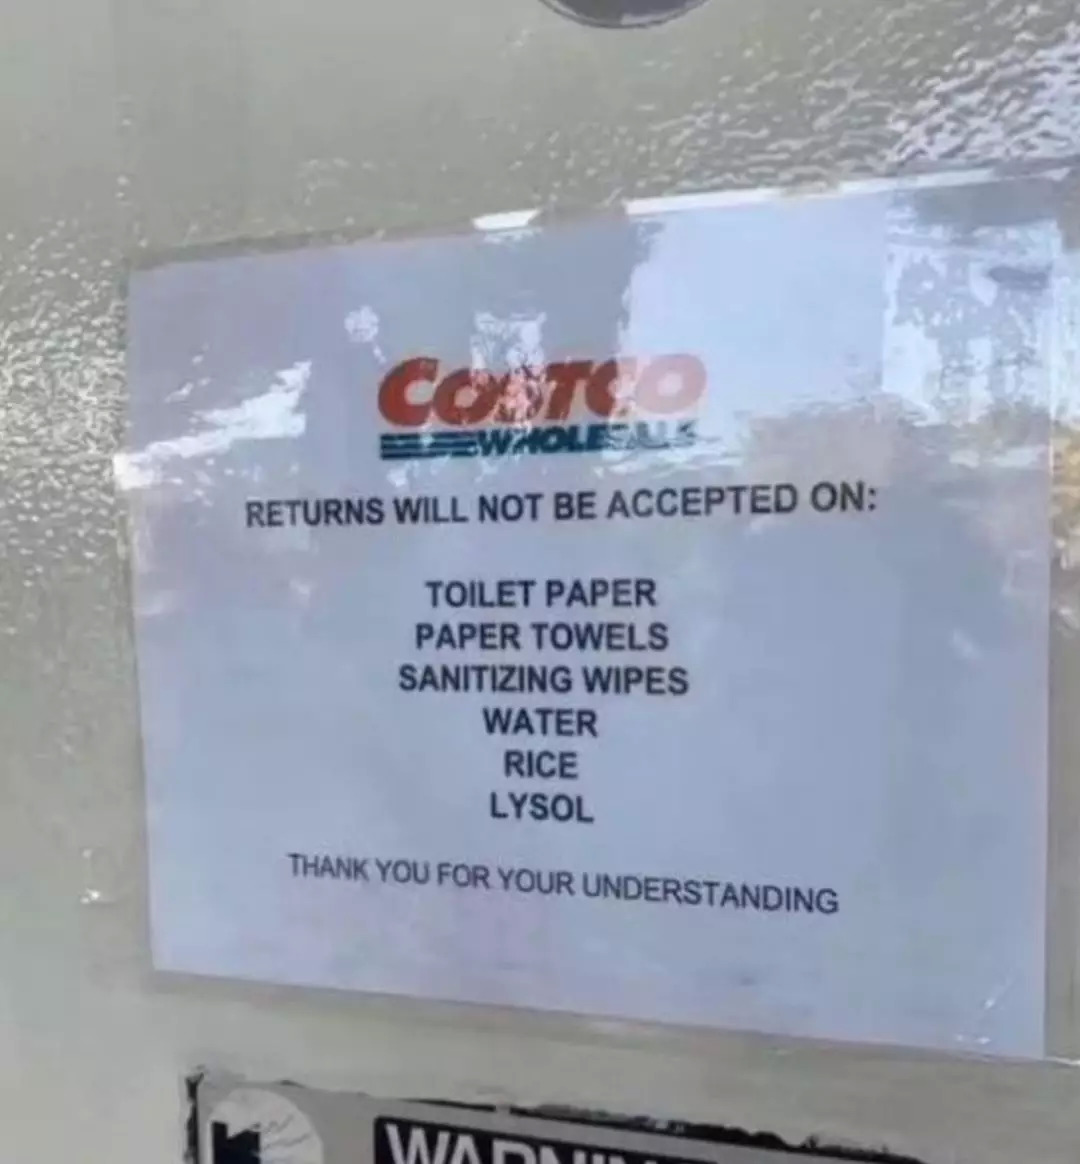 COSTCO
WHOLESALE
RETURNS WILL NOT BE ACCEPTED ON:
TOILET PAPER
PAPER TOWELS
SANITIZING WIPES
WATER
RICE
LYSOL
THANK YOU FOR YOUR UNDERSTANDING